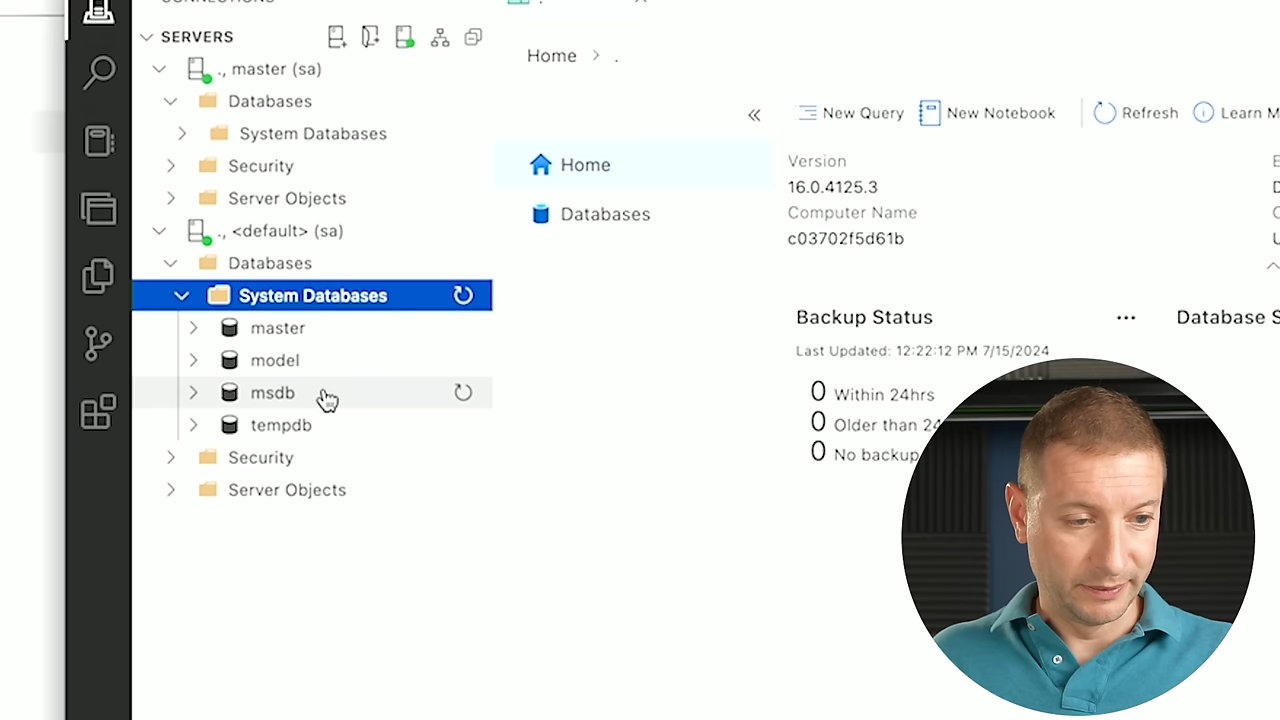 CONNECTIONS
SERVERS
., master (sa)
Databases
System Databases
Security
Server Objects
., <default> (sa)
Databases
System Databases
master
model
msdb
tempdb
Security
Server Objects
Home > .
New Query New Notebook Refresh Learn M
Home
Databases
Version
16.0.4125.3
Computer Name
c03702f5d61b
Backup Status ...
Last Updated: 12:22:12 PM 7/15/2024
0 Within 24hrs
0 Older than 24
0 No backup
Database S